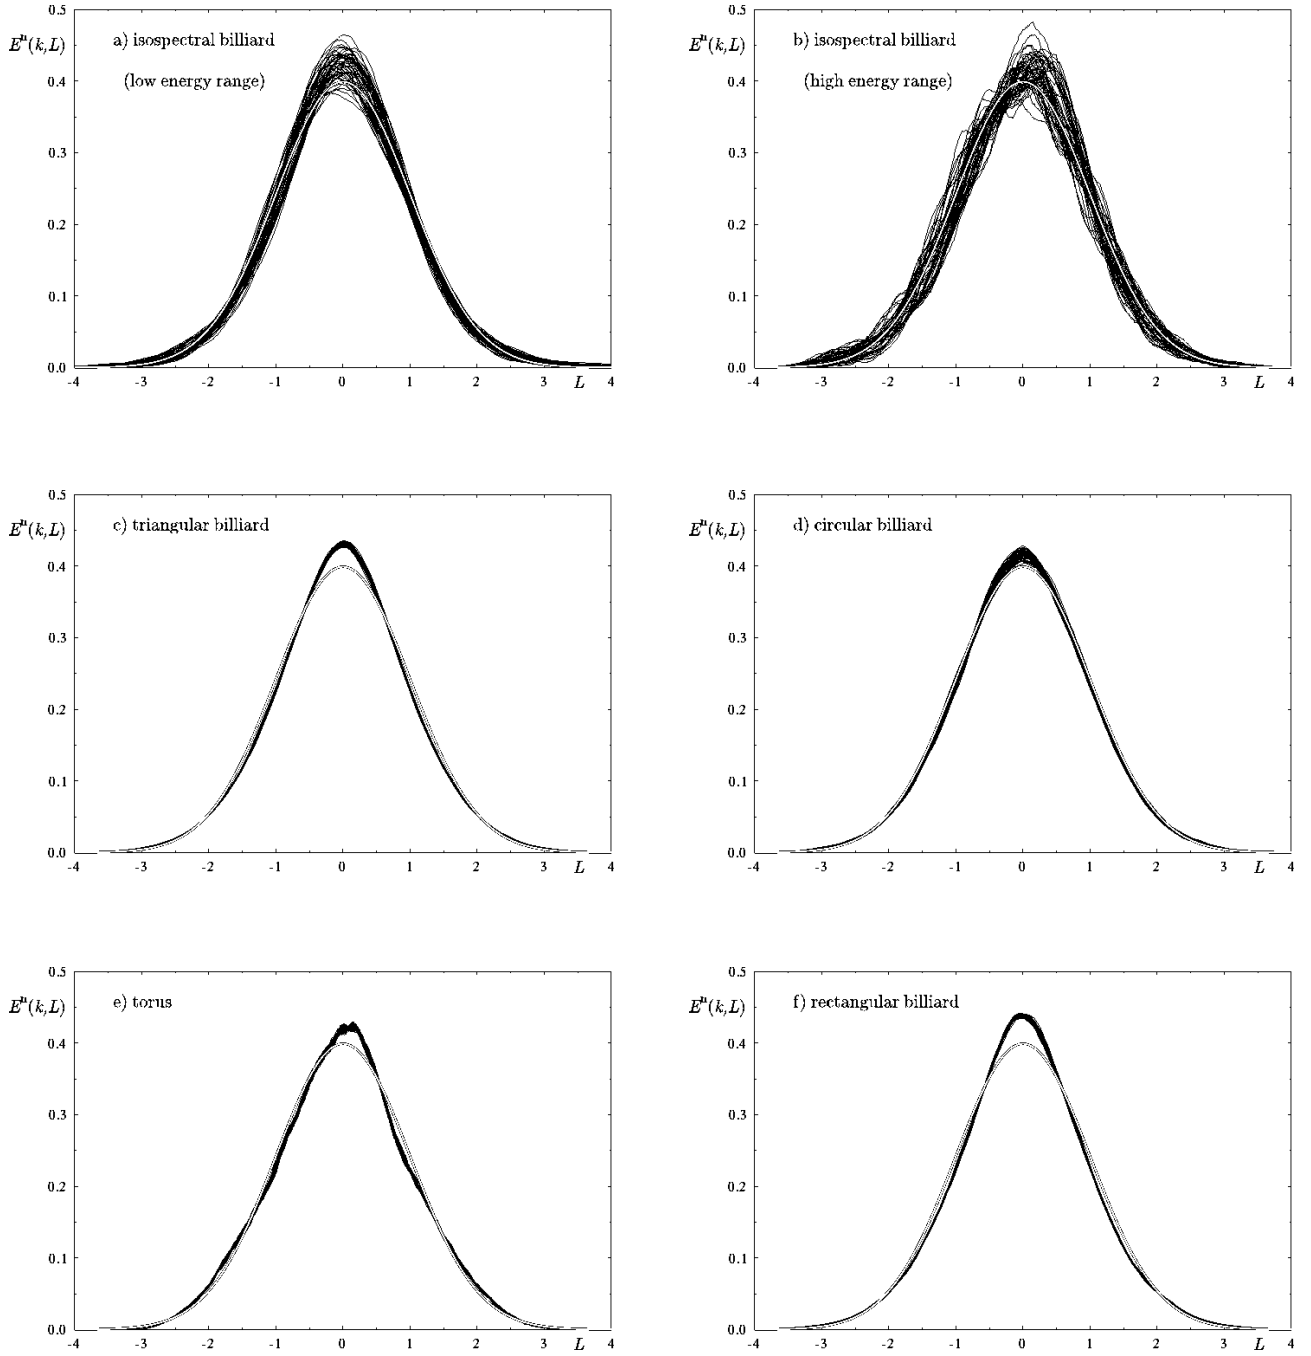 0.5
Eⁿ(k,L)
a) isospectral billiard
(low energy range)
0.4
0.3
0.2
0.1
0.0
-4 -3 -2 -1 0 1 2 3 L 4
0.5
Eⁿ(k,L)
b) isospectral billiard
(high energy range)
0.4
0.3
0.2
0.1
0.0
-4 -3 -2 -1 0 1 2 3 L 4
0.5
Eⁿ(k,L)
c) triangular billiard
0.4
0.3
0.2
0.1
0.0
-4 -3 -2 -1 0 1 2 3 L 4
0.5
Eⁿ(k,L)
d) circular billiard
0.4
0.3
0.2
0.1
0.0
-4 -3 -2 -1 0 1 2 3 L 4
0.5
Eⁿ(k,L)
e) torus
0.4
0.3
0.2
0.1
0.0
-4 -3 -2 -1 0 1 2 3 L 4
0.5
Eⁿ(k,L)
f) rectangular billiard
0.4
0.3
0.2
0.1
0.0
-4 -3 -2 -1 0 1 2 3 L 4